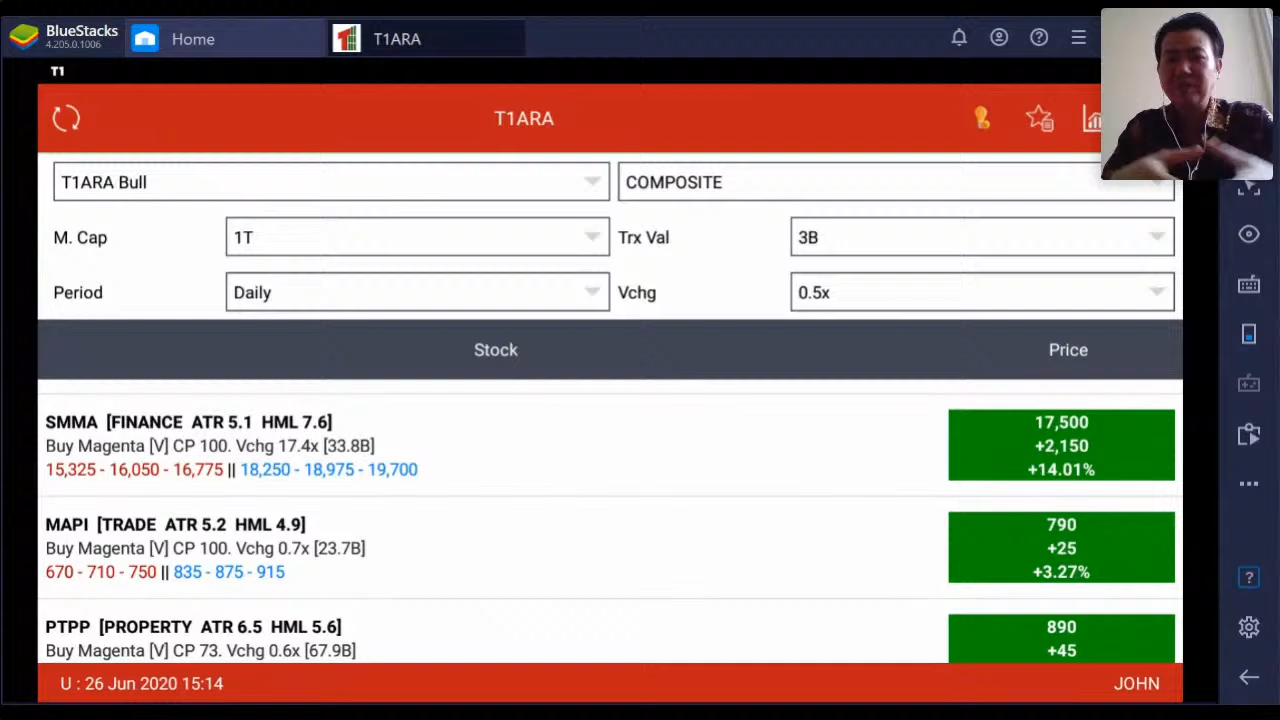 BlueStacks
4.205.0.1006
Home
T1ARA
T1
T1ARA
T1ARA Bull
COMPOSITE
M. Cap
1T
Trx Val
3B
Period
Daily
Vchg
0.5x
Stock
Price
SMMA [FINANCE ATR 5.1 HML 7.6]
Buy Magenta [V] CP 100. Vchg 17.4x [33.8B]
15,325 - 16,050 - 16,775 || 18,250 - 18,975 - 19,700
17,500
+2,150
+14.01%
MAPI [TRADE ATR 5.2 HML 4.9]
Buy Magenta [V] CP 100. Vchg 0.7x [23.7B]
670 - 710 - 750 || 835 - 875 - 915
790
+25
+3.27%
PTPP [PROPERTY ATR 6.5 HML 5.6]
Buy Magenta [V] CP 73. Vchg 0.6x [67.9B]
890
+45
U : 26 Jun 2020 15:14
JOHN